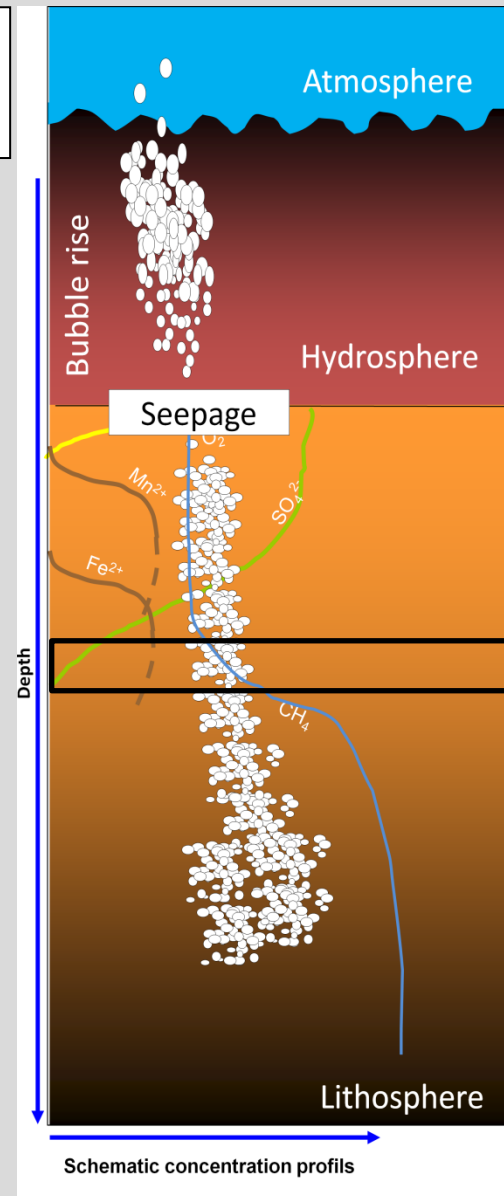 Atmosphere
Bubble rise
Hydrosphere
Seepage
O₂
Mn²⁺
SO₄²⁻
Fe²⁺
Depth
CH₄
Lithosphere
Schematic concentration profils